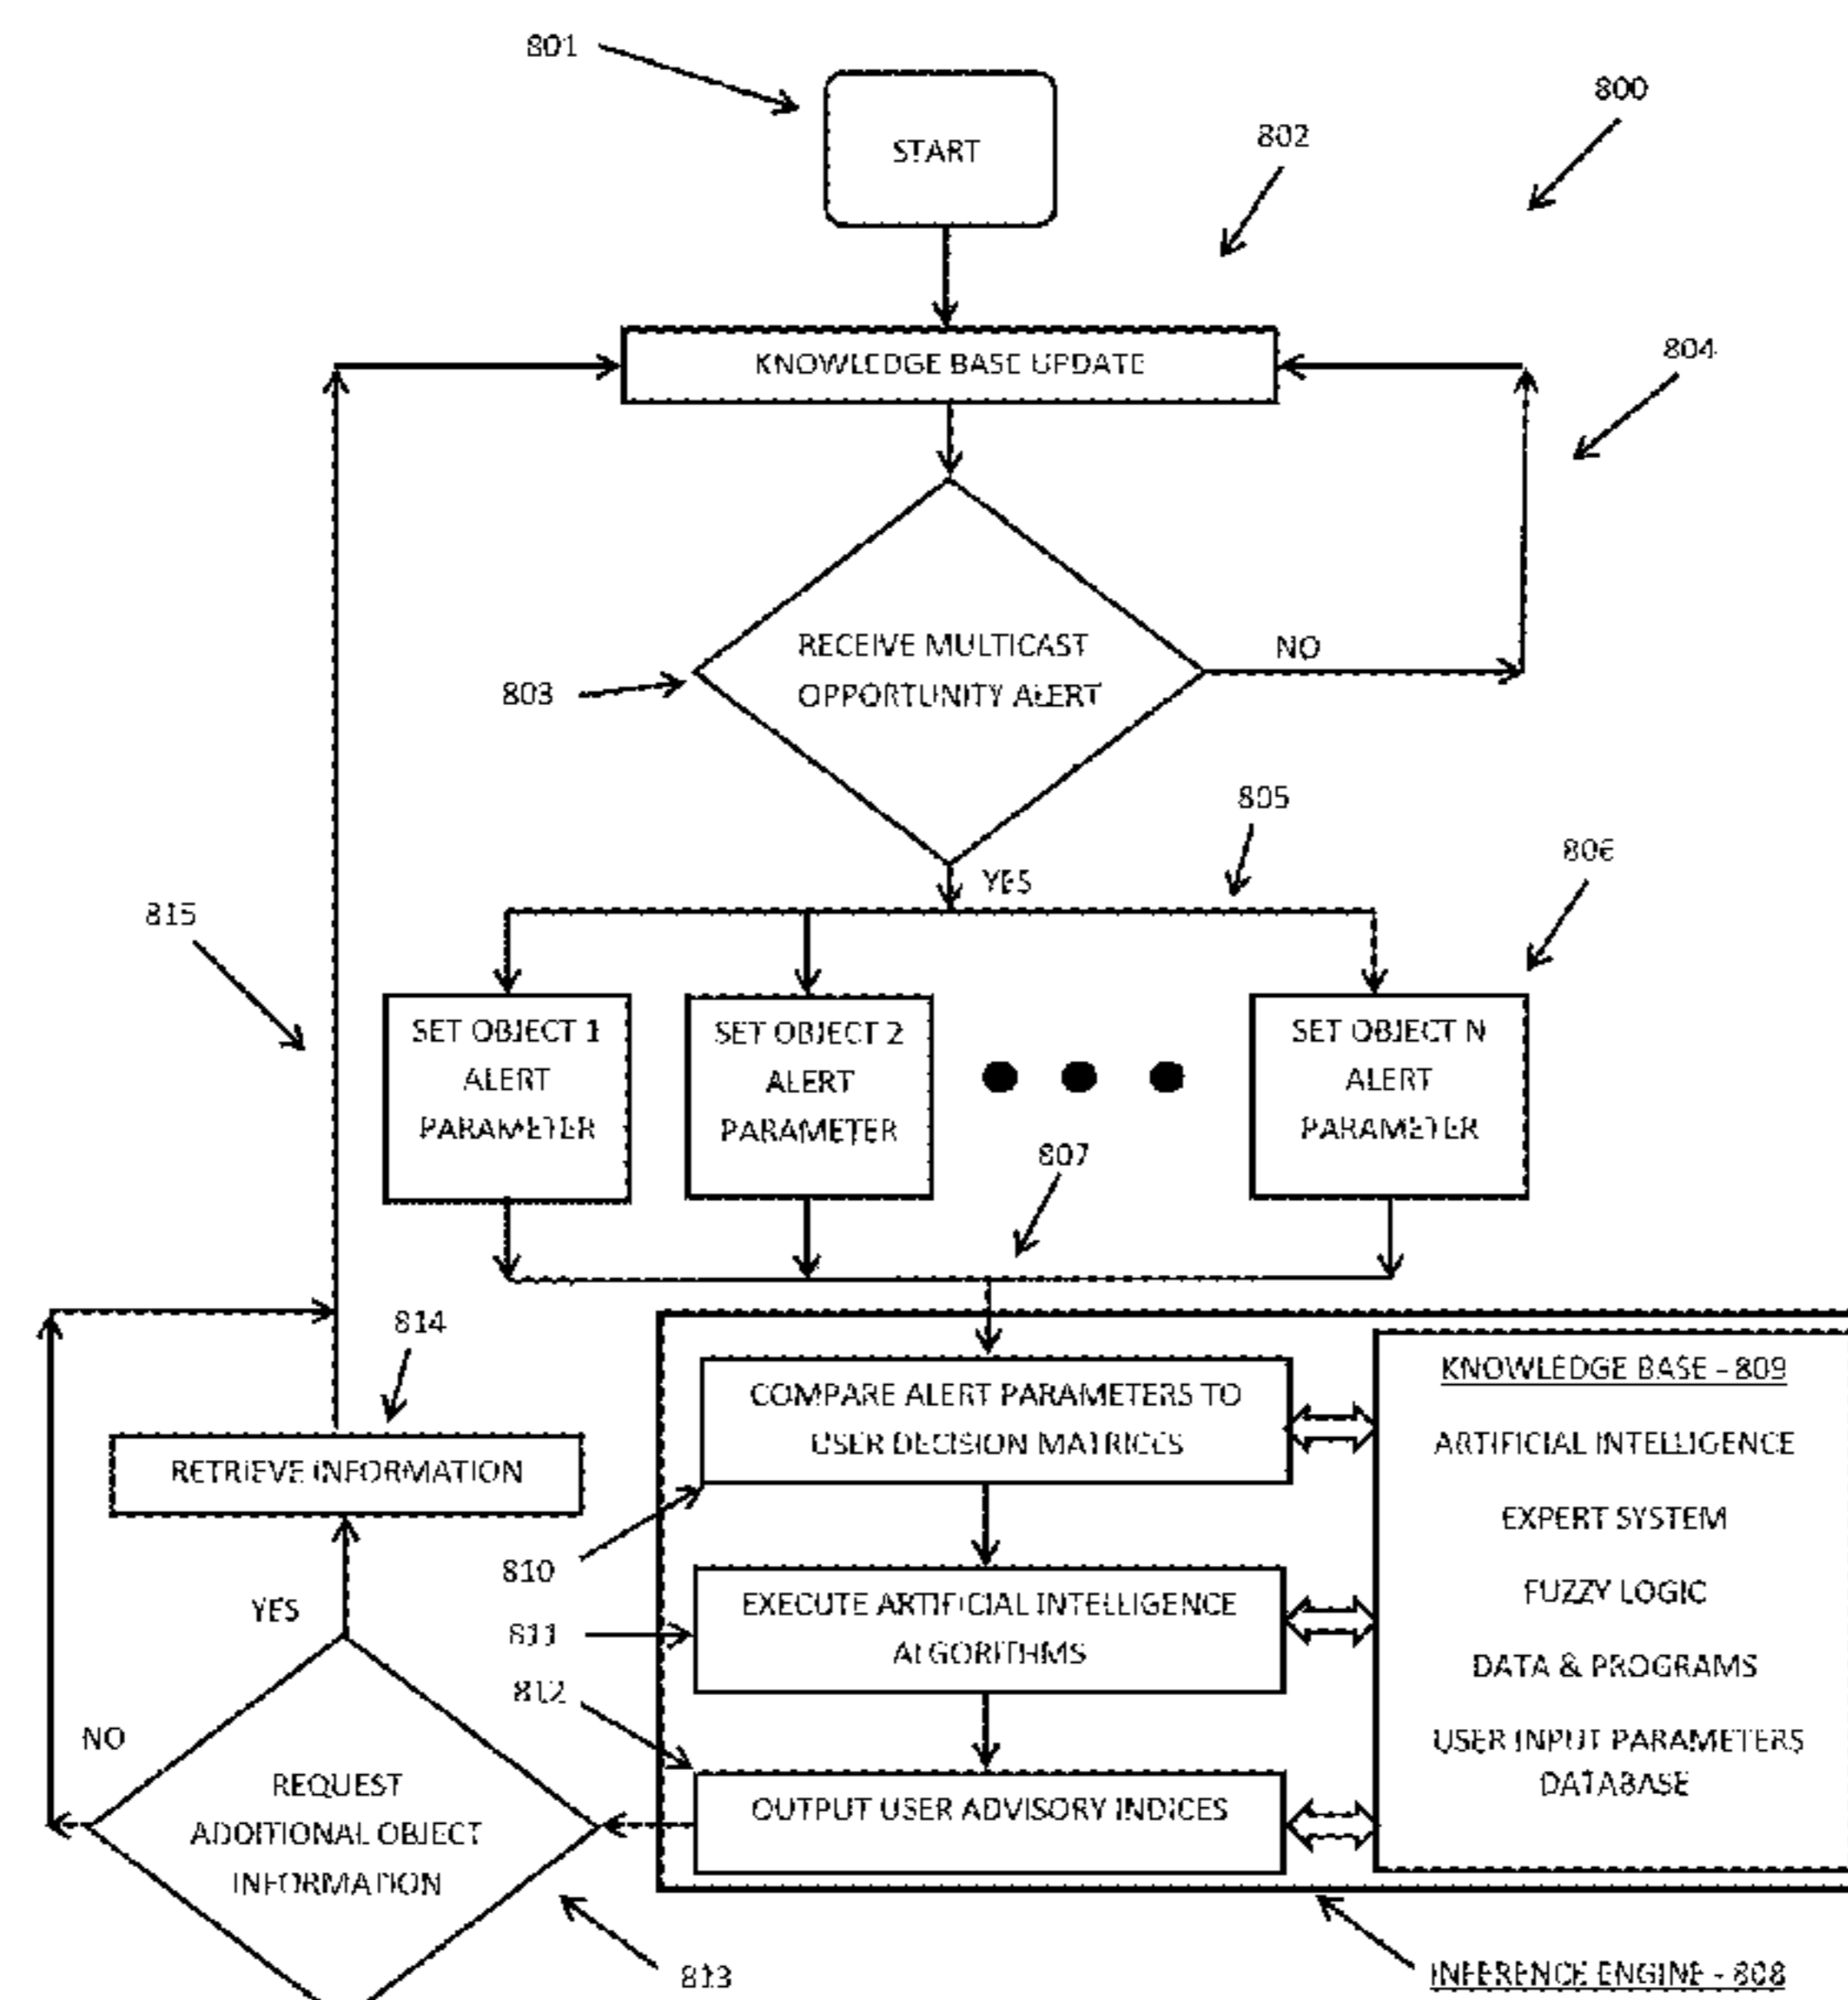 801
START
802
800
KNOWLEDGE BASE UPDATE
804
RECEIVE MULTICAST
OPPORTUNITY ALERT
NO
803
YES
805
806
815
SET OBJECT 1
ALERT
PARAMETER
SET OBJECT 2
ALERT
PARAMETER
SET OBJECT N
ALERT
PARAMETER
807
814
RETRIEVE INFORMATION
COMPARE ALERT PARAMETERS TO
USER DECISION MATRICES
810
EXECUTE ARTIFICIAL INTELLIGENCE
ALGORITHMS
811
812
OUTPUT USER ADVISORY INDICES
KNOWLEDGE BASE - 809
ARTIFICIAL INTELLIGENCE
EXPERT SYSTEM
FUZZY LOGIC
DATA & PROGRAMS
USER INPUT PARAMETERS
DATABASE
YES
NO
REQUEST
ADDITIONAL OBJECT
INFORMATION
813
INFERENCE ENGINE - 808